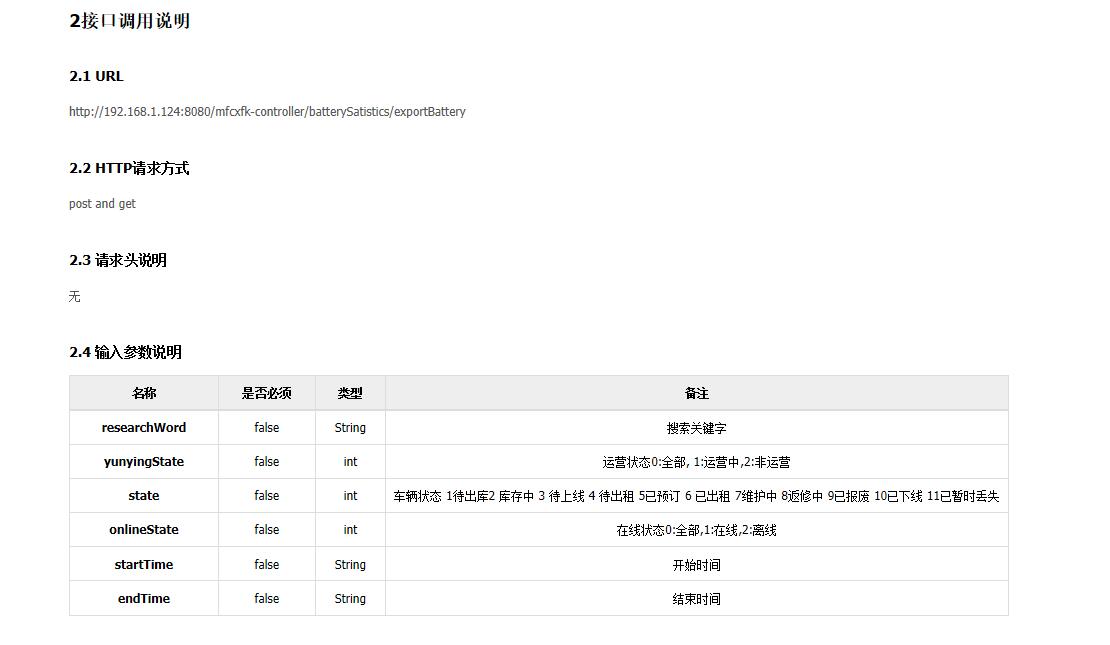 2接口调用说明
2.1 URL
http://192.168.1.124:8080/mfcxfk-controller/batterySatistics/exportBattery
2.2 HTTP请求方式
post and get
2.3 请求头说明
无
2.4 输入参数说明
名称 是否必须 类型 备注
researchWord false String 搜索关键字
yunyingState false int 运营状态0:全部, 1:运营中,2:非运营
state false int 车辆状态 1待出库2 库存中 3 待上线 4 待出租 5已预订 6 已出租 7维护中 8返修中 9已报废 10已下线 11已暂时丢失
onlineState false int 在线状态0:全部,1:在线,2:离线
startTime false String 开始时间
endTime false String 结束时间